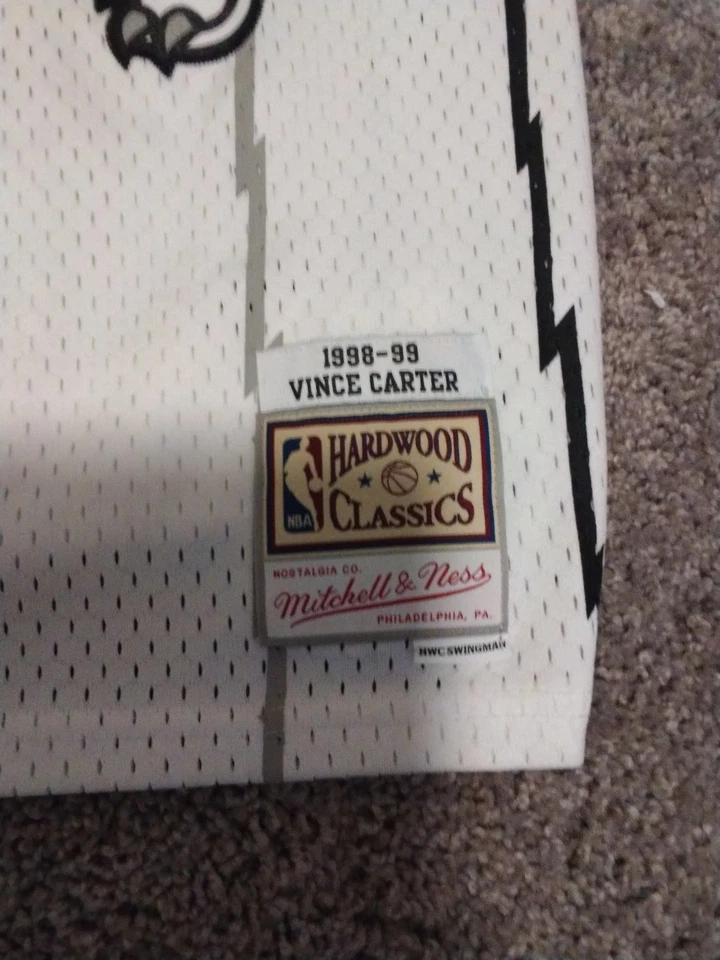 1998-99
VINCE CARTER
HARDWOOD
CLASSICS
NBA
NOSTALGIA CO.
Mitchell & Ness
PHILADELPHIA, PA.
HWC SWINGMAN